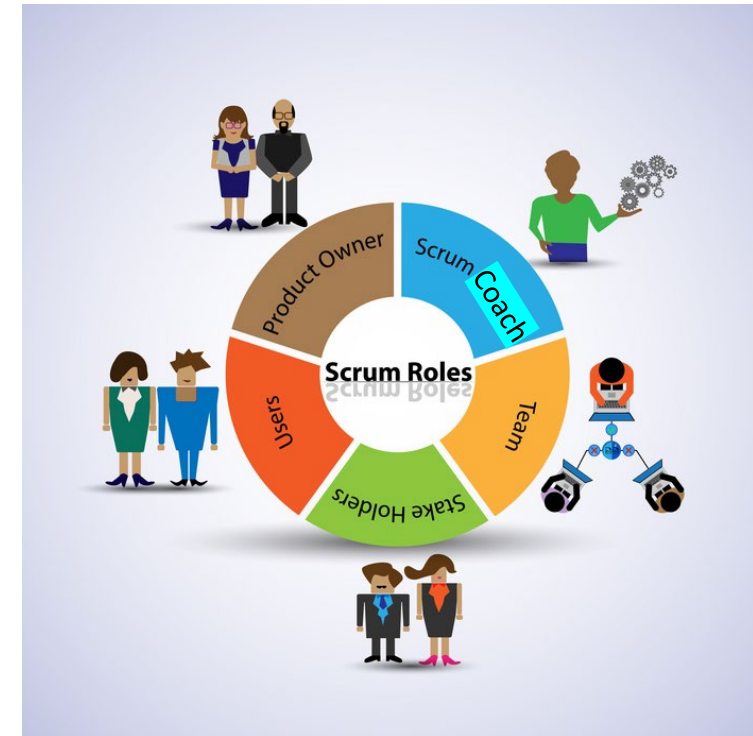 Product Owner
Scrum Coach
Scrum Roles
Users
Team
Stake Holders